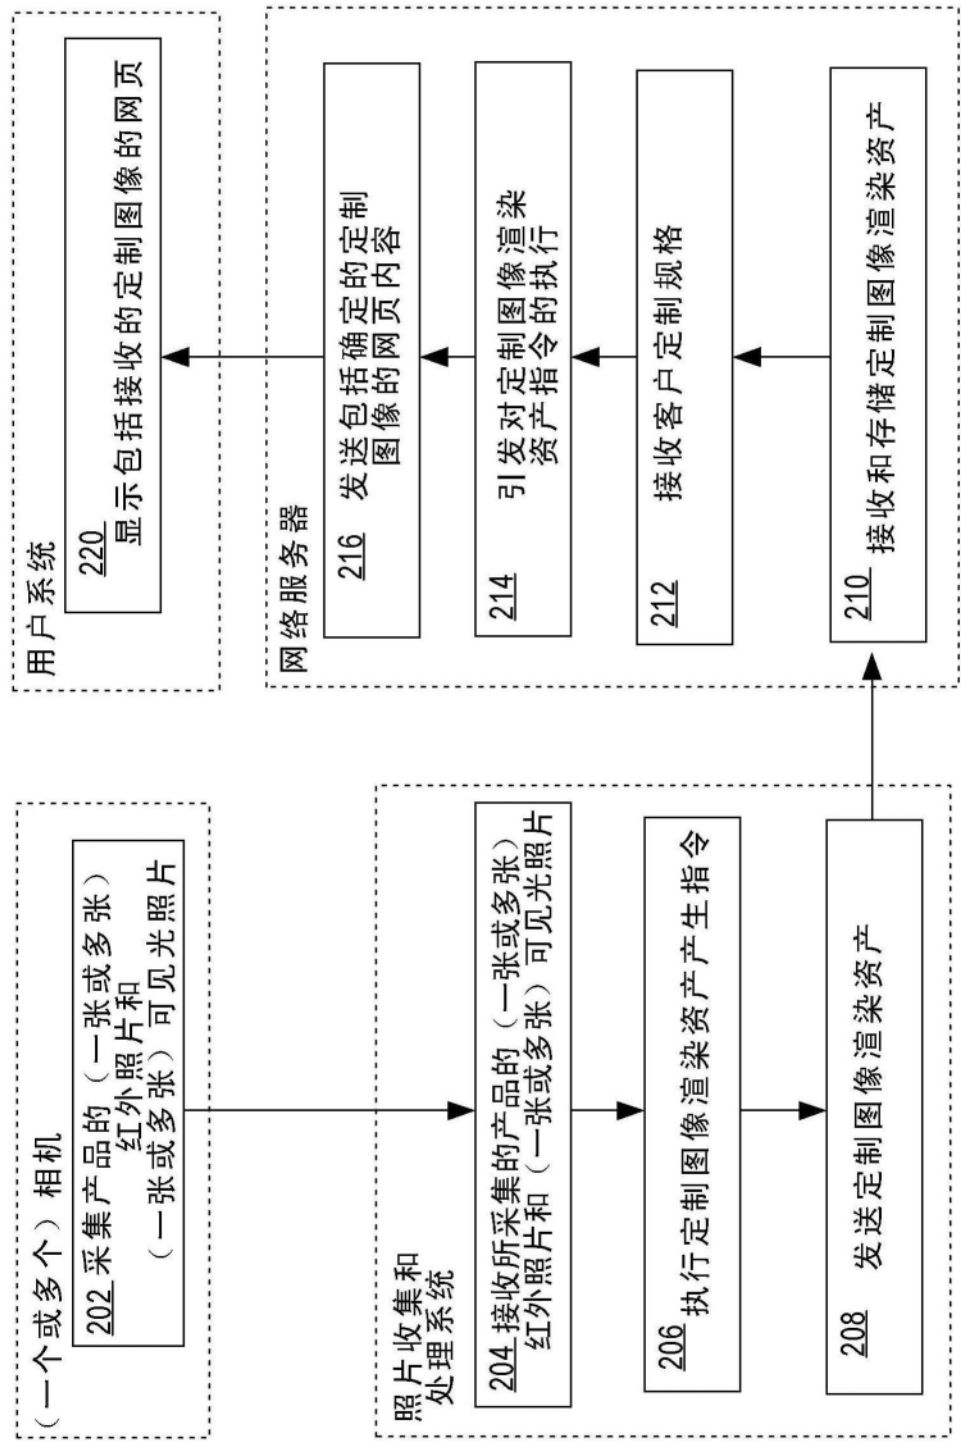 （一个或多个）相机
202 采集产品的（一张或多张）
红外照片和
（一张或多张）可见光照片
照片收集和
处理系统
204 接收所采集的产品的（一张或多张）
红外照片和（一张或多张）可见光照片
206 执行定制图像渲染资产产生指令
208 发送定制图像渲染资产
用户系统
220
显示包括接收的定制图像的网页
网络服务器
216 发送包括确定的定制
图像的网页内容
214 引发对定制图像渲染
资产指令的执行
212 接收客户定制规格
210 接收和存储定制图像渲染资产